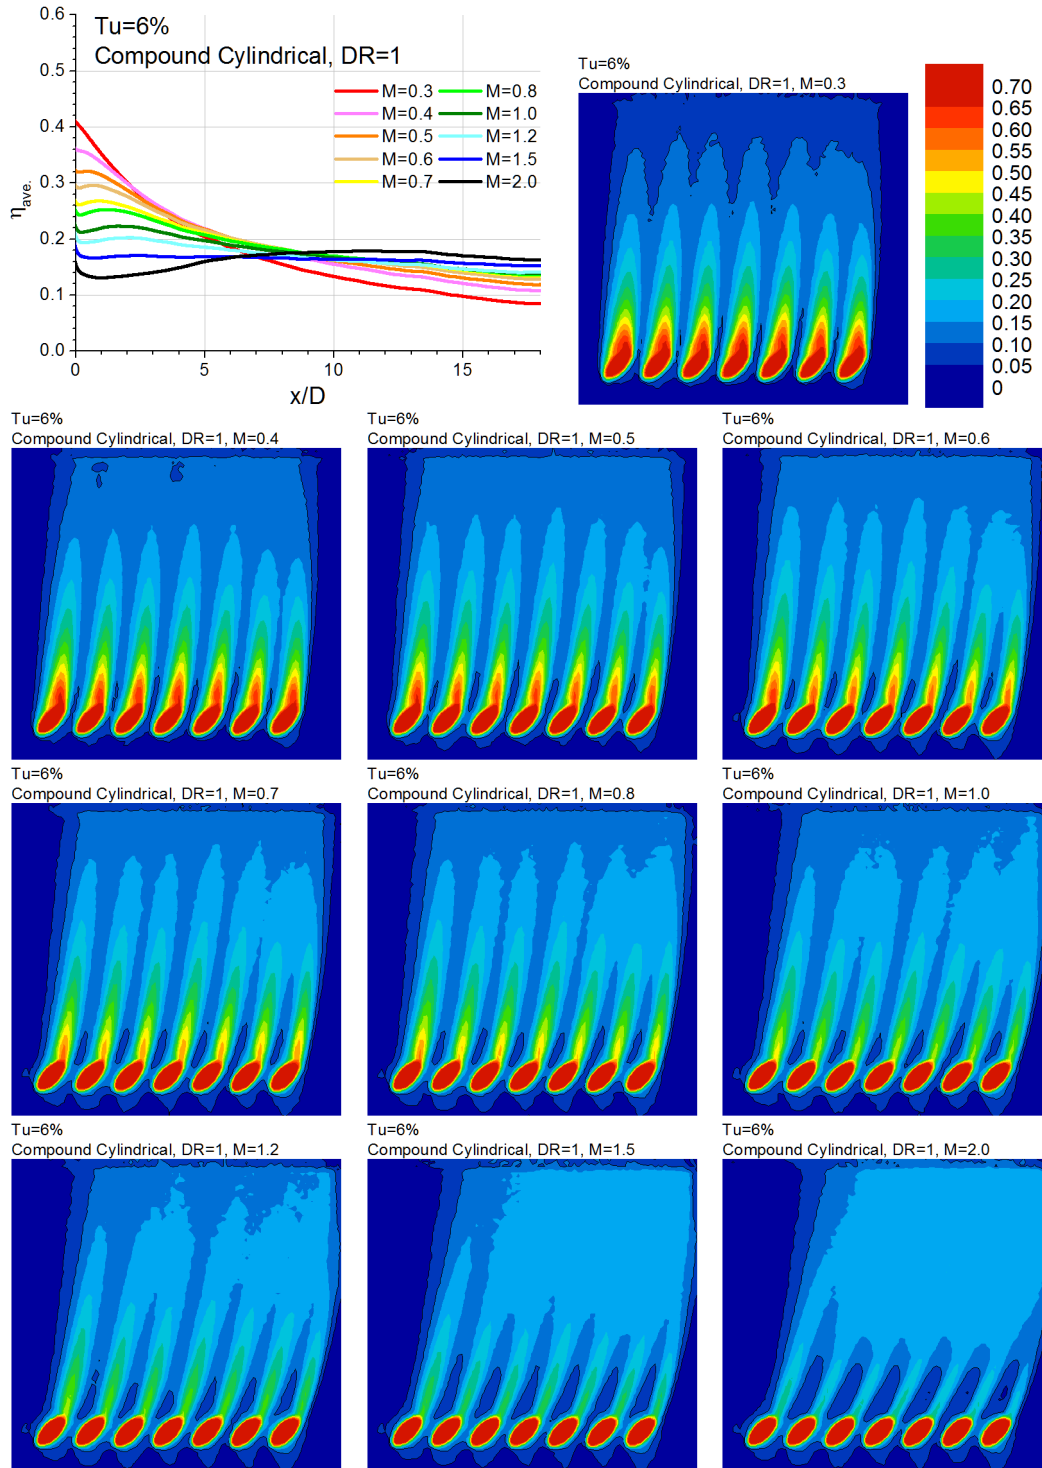 Tu=6%
Compound Cylindrical, DR=1
0.6
0.5
0.4
0.3
0.2
0.1
0.0
ηave.
M=0.3 M=0.8
M=0.4 M=1.0
M=0.5 M=1.2
M=0.6 M=1.5
M=0.7 M=2.0
0 5 10 15
x/D
Tu=6%
Compound Cylindrical, DR=1, M=0.3
0.70
0.65
0.60
0.55
0.50
0.45
0.40
0.35
0.30
0.25
0.20
0.15
0.10
0.05
0
Tu=6%
Compound Cylindrical, DR=1, M=0.4
Tu=6%
Compound Cylindrical, DR=1, M=0.5
Tu=6%
Compound Cylindrical, DR=1, M=0.6
Tu=6%
Compound Cylindrical, DR=1, M=0.7
Tu=6%
Compound Cylindrical, DR=1, M=0.8
Tu=6%
Compound Cylindrical, DR=1, M=1.0
Tu=6%
Compound Cylindrical, DR=1, M=1.2
Tu=6%
Compound Cylindrical, DR=1, M=1.5
Tu=6%
Compound Cylindrical, DR=1, M=2.0